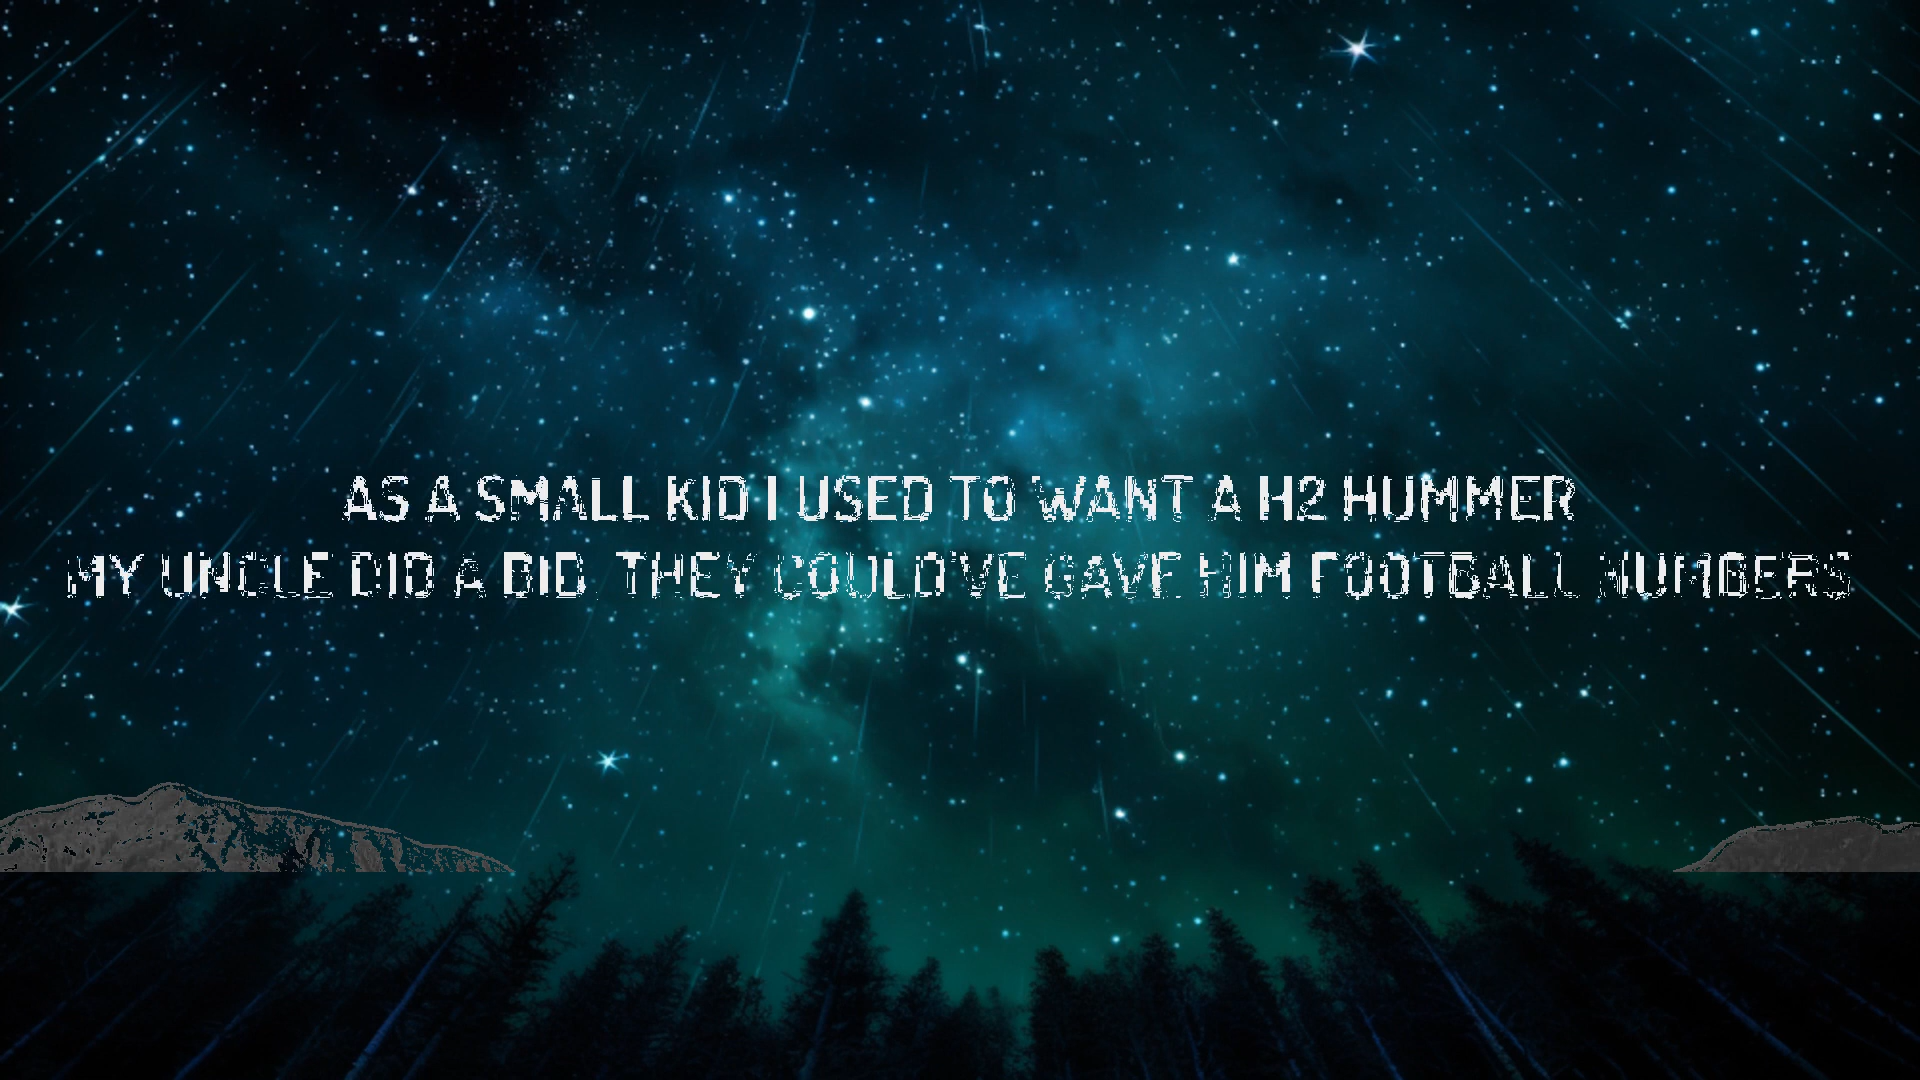 AS A SMALL KID I USED TO WANT A H2 HUMMER
MY UNCLE DID A BID, THEY COULD'VE GAVE HIM FOOTBALL NUMBERS